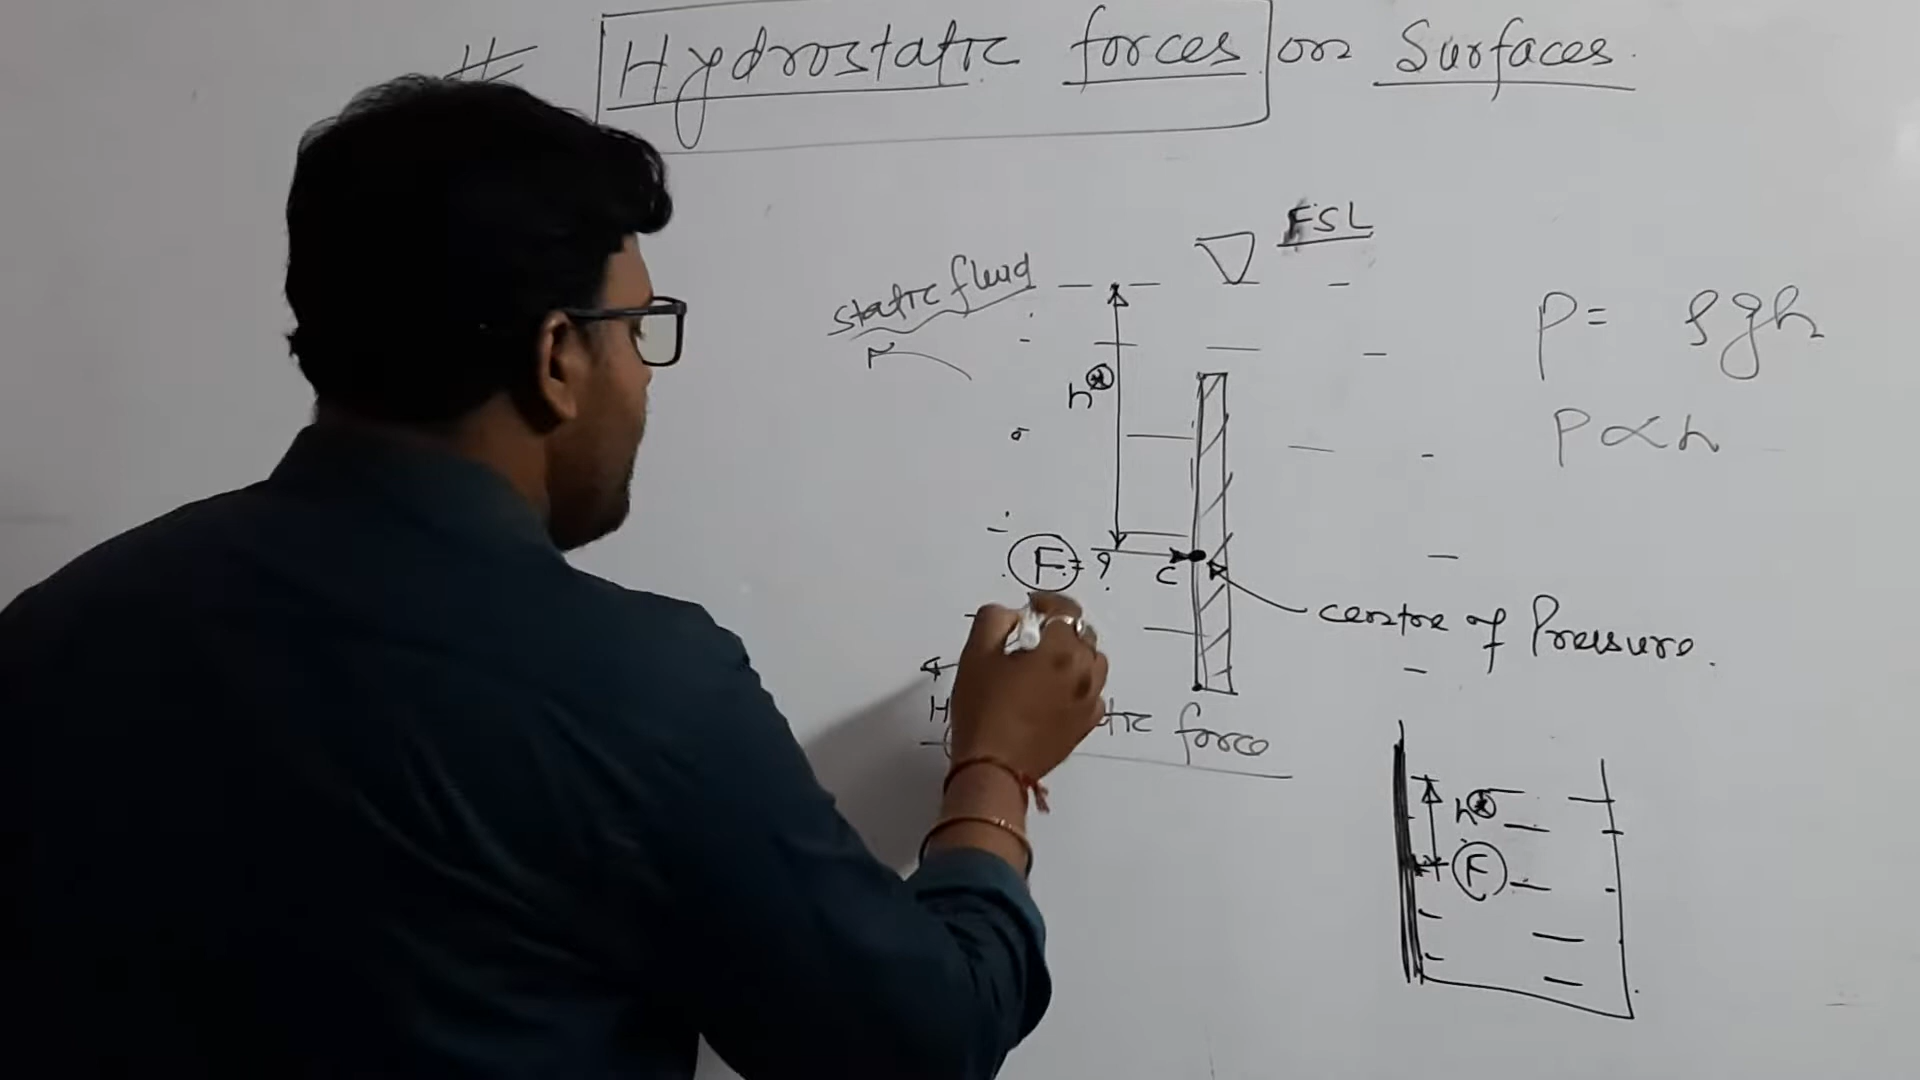 # Hydrostatic forces on Surfaces.
FSL
static fluid
P = ρgh
h*
P ∝ h
F = ?
C
centre of Pressure.
force
h*
F